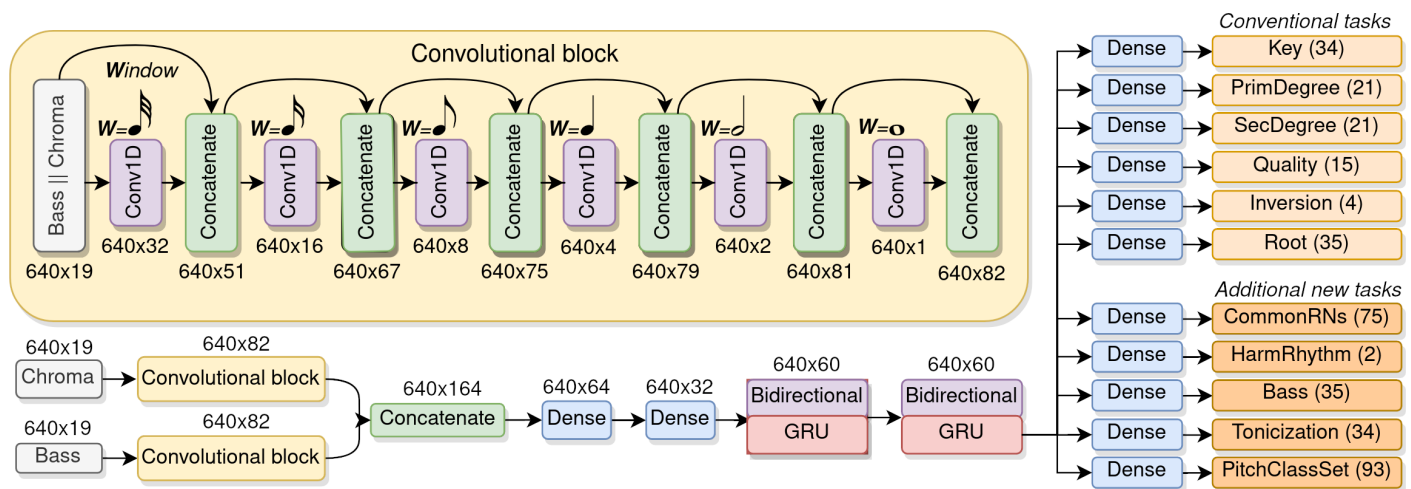 Convolutional block
Window
W=
W=
W=
W=
W=
W=
Bass || Chroma
Conv1D
Concatenate
Conv1D
Concatenate
Conv1D
Concatenate
Conv1D
Concatenate
Conv1D
Concatenate
Conv1D
Concatenate
640x19
640x32
640x51
640x16
640x67
640x8
640x75
640x4
640x79
640x2
640x81
640x1
640x82
640x19
Chroma
640x82
Convolutional block
640x19
Bass
640x82
Convolutional block
640x164
Concatenate
640x64
Dense
640x32
Dense
640x60
Bidirectional
GRU
640x60
Bidirectional
GRU
Conventional tasks
Dense Key (34)
Dense PrimDegree (21)
Dense SecDegree (21)
Dense Quality (15)
Dense Inversion (4)
Dense Root (35)
Additional new tasks
Dense CommonRNs (75)
Dense HarmRhythm (2)
Dense Bass (35)
Dense Tonicization (34)
Dense PitchClassSet (93)